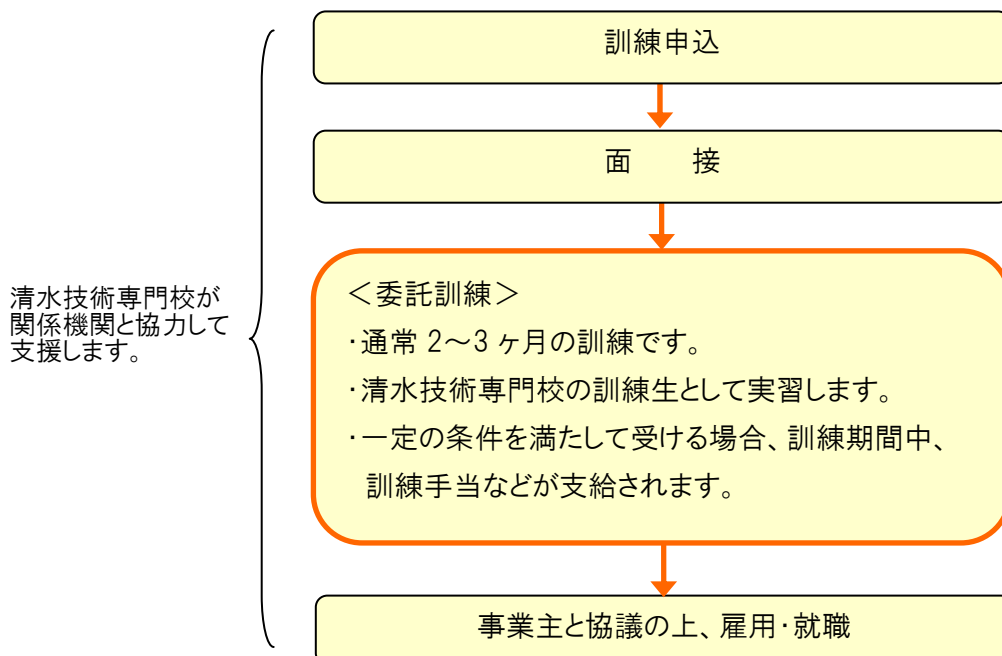 訓練申込
面　　接
清水技術専門校が
関係機関と協力して
支援します。
＜委託訓練＞
・通常 2～3 ヶ月の訓練です。
・清水技術専門校の訓練生として実習します。
・一定の条件を満たして受ける場合、訓練期間中、
訓練手当などが支給されます。
事業主と協議の上、雇用・就職